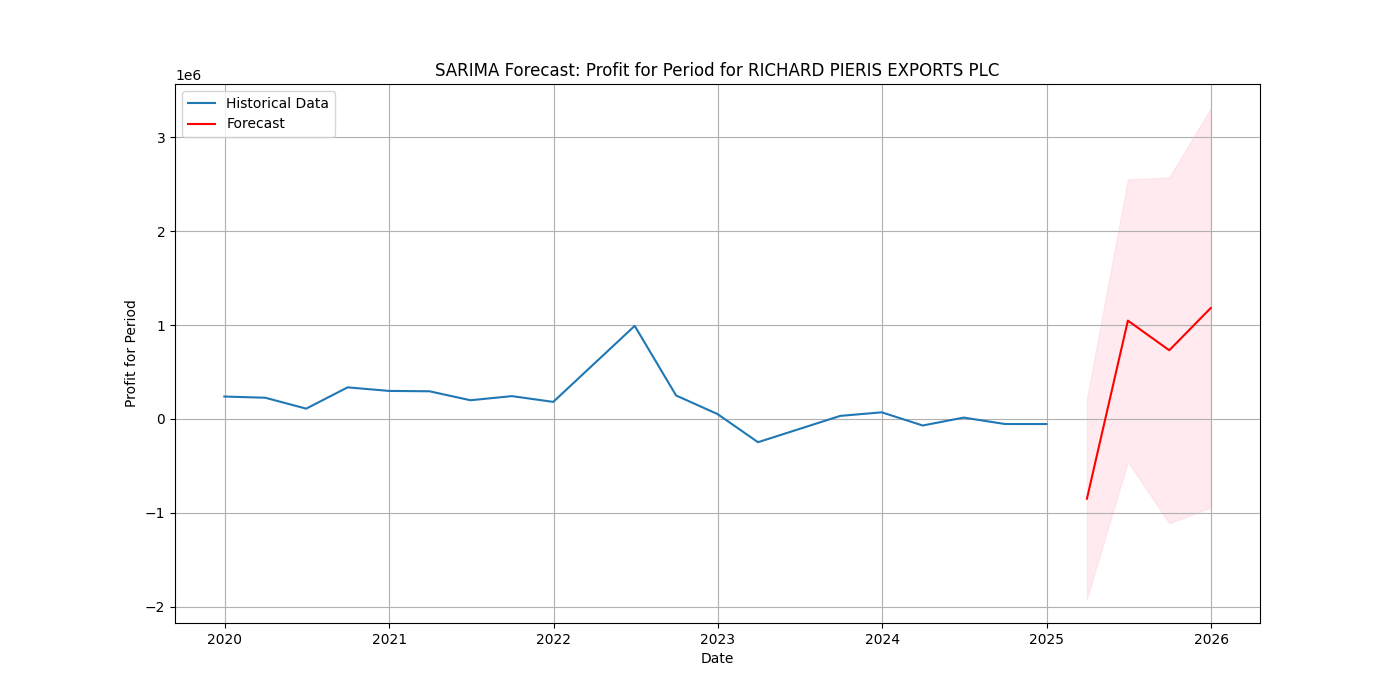 SARIMA Forecast: Profit for Period for RICHARD PIERIS EXPORTS PLC
1e6
Historical Data
Forecast
3
2
1
0
−1
−2
Profit for Period
2020 2021 2022 2023 2024 2025 2026
Date